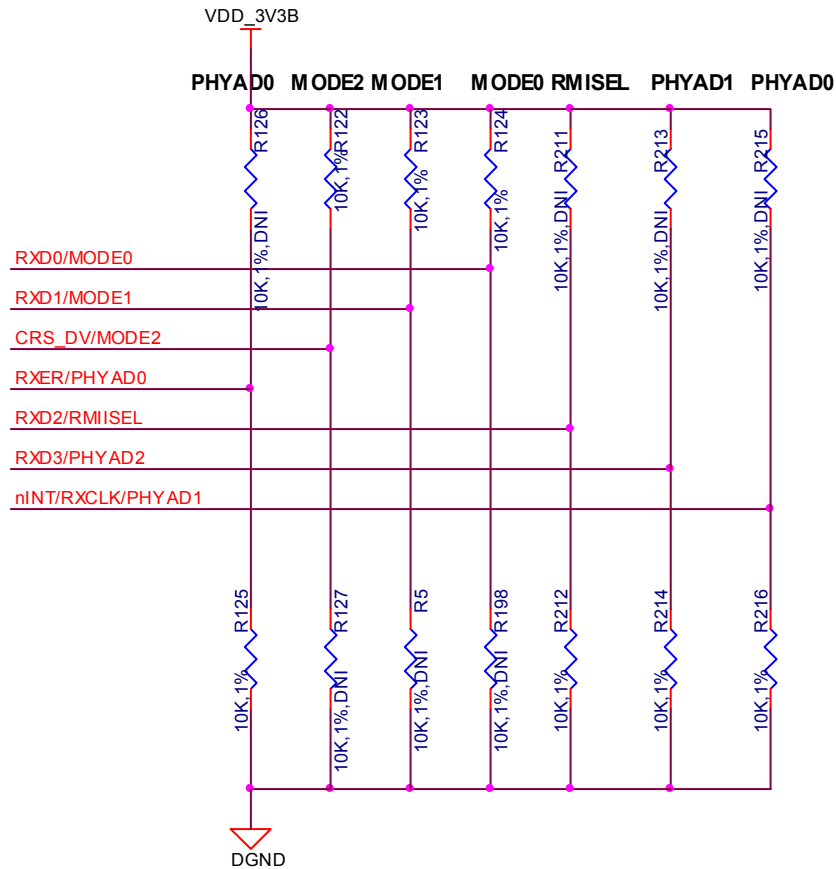 VDD_3V3B
PHYAD0 MODE2 MODE1 MODE0 RMISEL PHYAD1 PHYAD0
R126
10K,1%,DNI
R122
10K,1%
R123
10K,1%
R124
10K,1%
R211
10K,1%,DNI
R213
10K,1%,DNI
R215
10K,1%,DNI
RXD0/MODE0
RXD1/MODE1
CRS_DV/MODE2
RXER/PHYAD0
RXD2/RMIISEL
RXD3/PHYAD2
nINT/RXCLK/PHYAD1
R125
10K,1%
R127
10K,1%,DNI
R5
10K,1%,DNI
R198
10K,1%,DNI
R212
10K,1%
R214
10K,1%
R216
10K,1%
DGND